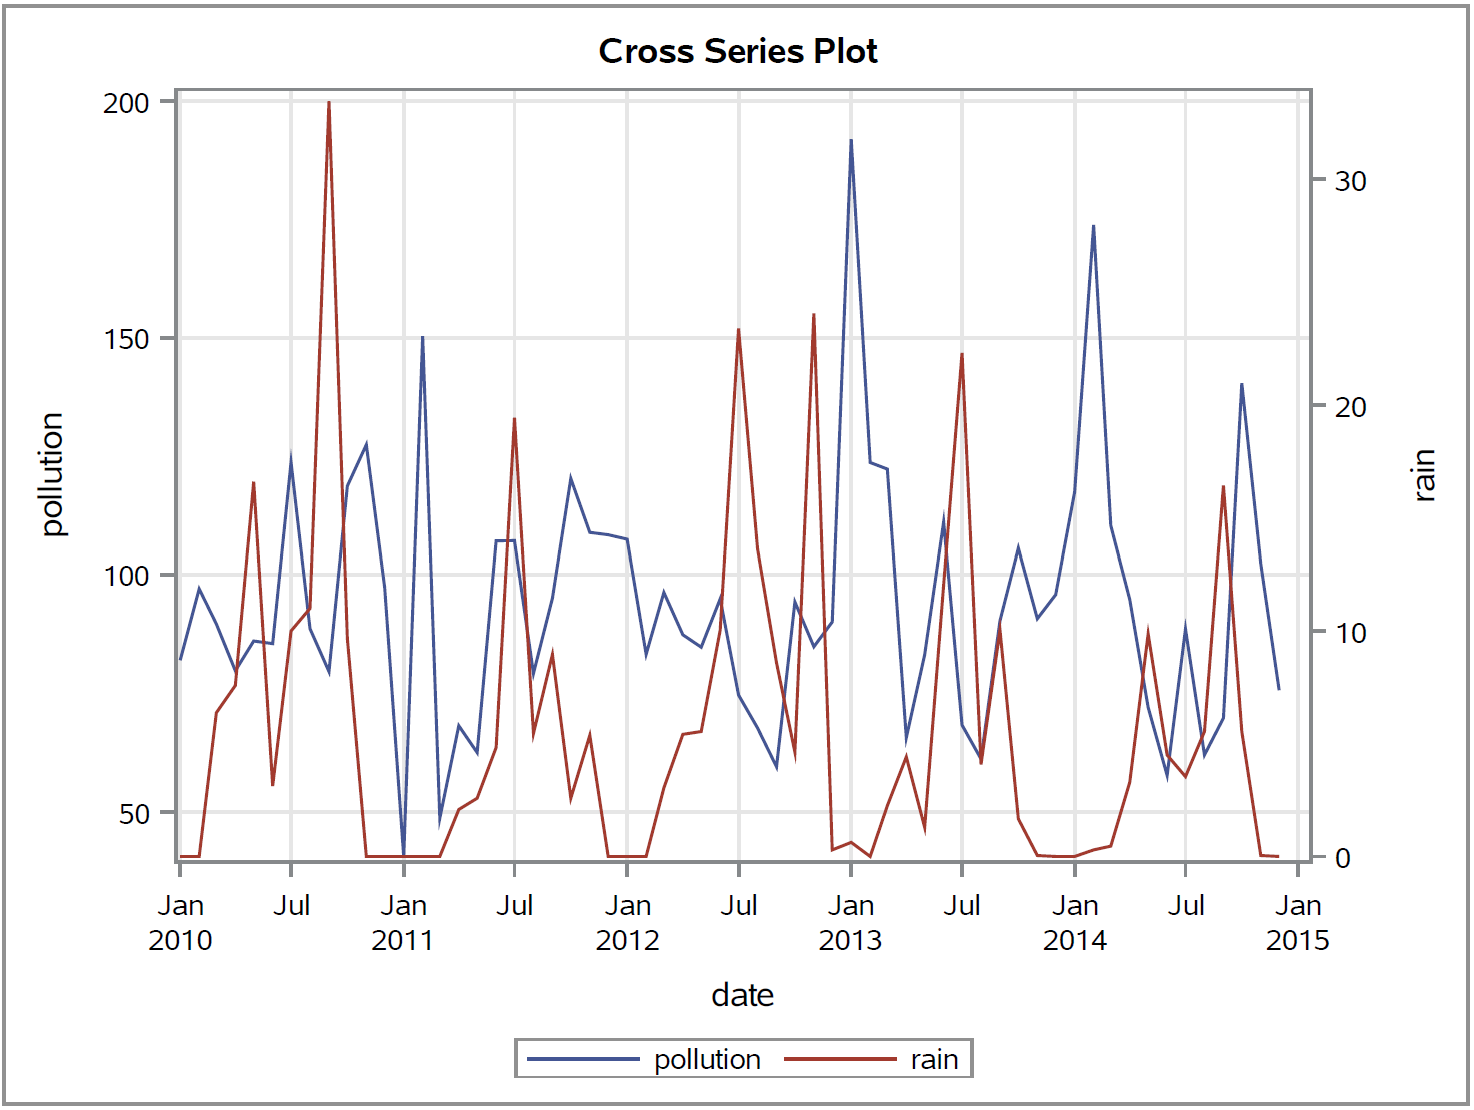 Cross Series Plot
200
150
100
50
pollution
30
20
10
0
rain
Jan Jul Jan Jul Jan Jul Jan Jul Jan Jul Jan
2010 2011 2012 2013 2014 2015
date
pollution rain